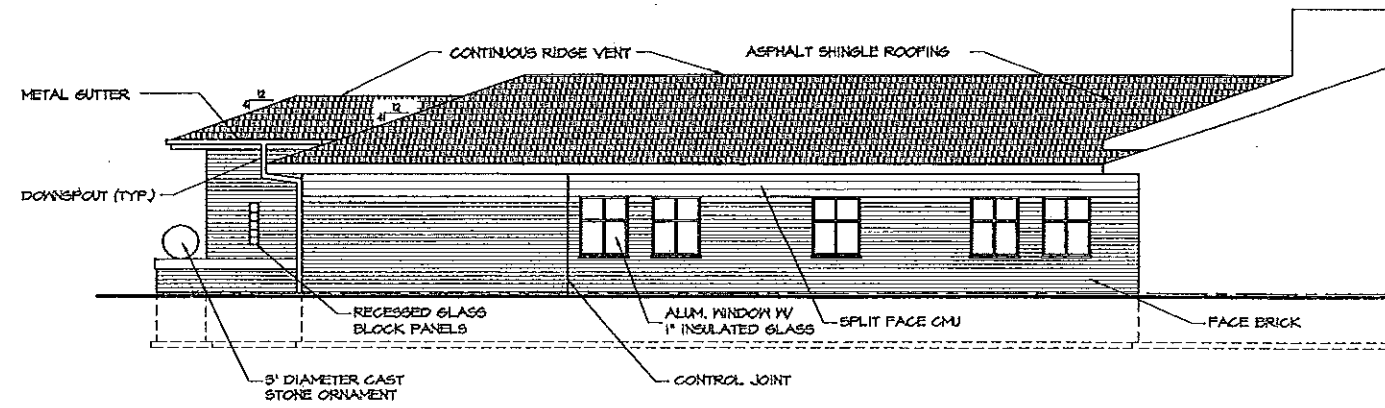 CONTINUOUS RIDGE VENT
ASPHALT SHINGLE ROOFING
METAL GUTTER
12
4
12
4
DOWNSPOUT (TYP.)
RECESSED GLASS
BLOCK PANELS
ALUM. WINDOW W/
1" INSULATED GLASS
SPLIT FACE CMU
FACE BRICK
3' DIAMETER CAST
STONE ORNAMENT
CONTROL JOINT